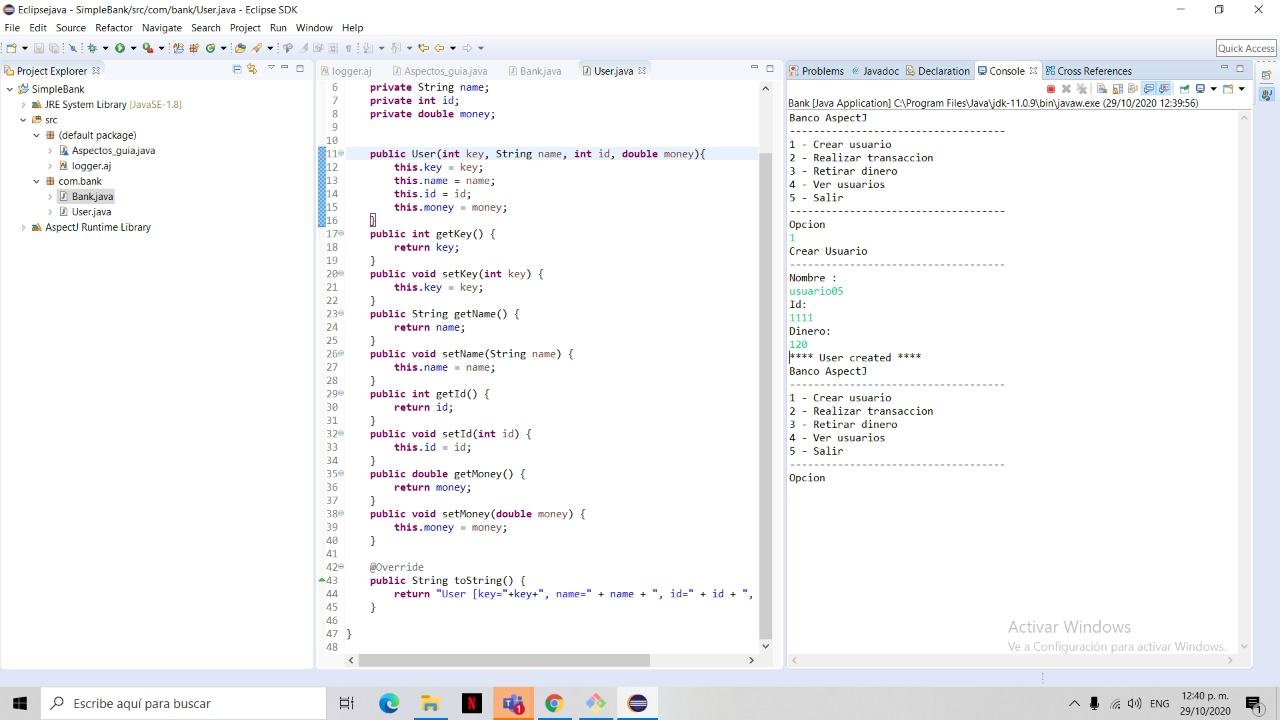 Eclipsejava - SimpleBank/src/com/bank/User.java - Eclipse SDK
File Edit Source Refactor Navigate Search Project Run Window Help
Quick Access
Project Explorer
SimpleBank
JRE System Library [JavaSE-1.8]
src
(default package)
Aspectos_guia.java
logger.aj
com.bank
Bank.java
User.java
AspectJ Runtime Library
logger.aj Aspectos_guia.java Bank.java User.java
6 private String name;
7 private int id;
8 private double money;
9
10
11 public User(int key, String name, int id, double money){
12 this.key = key;
13 this.name = name;
14 this.id = id;
15 this.money = money;
16 }
17 public int getKey() {
18 return key;
19 }
20 public void setKey(int key) {
21 this.key = key;
22 }
23 public String getName() {
24 return name;
25 }
26 public void setName(String name) {
27 this.name = name;
28 }
29 public int getId() {
30 return id;
31 }
32 public void setId(int id) {
33 this.id = id;
34 }
35 public double getMoney() {
36 return money;
37 }
38 public void setMoney(double money) {
39 this.money = money;
40 }
41
42 @Override
43 public String toString() {
44 return "User [key="+key+", name=" + name + ", id=" + id + ",
45 }
46
47 }
48
Problems Javadoc Declaration Console Cross References
Bank [Java Application] C:\Program Files\Java\jdk-11.0.9\bin\javaw.exe (29/10/2020 12:39:56)
Banco AspectJ
------------------------------------
1 - Crear usuario
2 - Realizar transaccion
3 - Retirar dinero
4 - Ver usuarios
5 - Salir
------------------------------------
Opcion
1
Crear Usuario
------------------------------------
Nombre :
usuario05
Id:
1111
Dinero:
120
**** User created ****
Banco AspectJ
------------------------------------
1 - Crear usuario
2 - Realizar transaccion
3 - Retirar dinero
4 - Ver usuarios
5 - Salir
------------------------------------
Opcion
Activar Windows
Ve a Configuración para activar Windows.
Escribe aquí para buscar
1
ENG
12:40 p. m.
29/10/2020
1